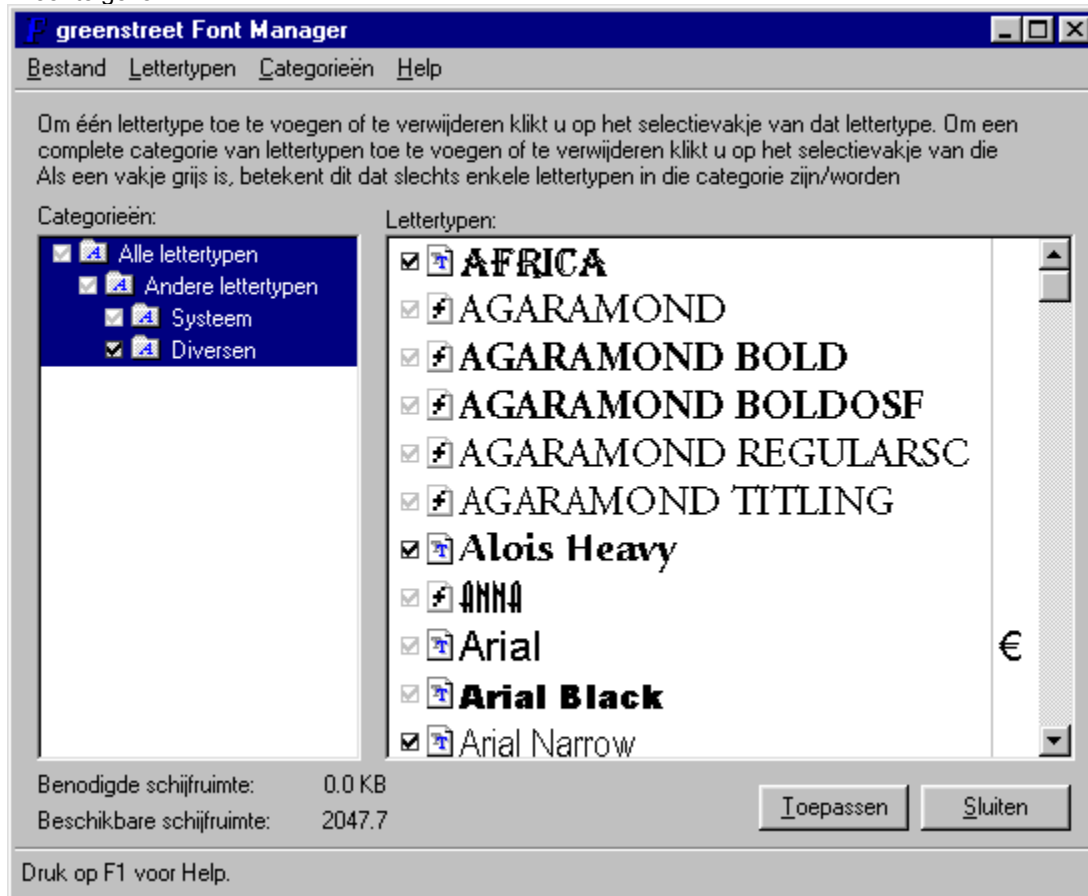 greenstreet Font Manager
Bestand Lettertypen Categorieën Help
Om één lettertype toe te voegen of te verwijderen klikt u op het selectievakje van dat lettertype. Om een
complete categorie van lettertypen toe te voegen of te verwijderen klikt u op het selectievakje van die
Als een vakje grijs is, betekent dit dat slechts enkele lettertypen in die categorie zijn/worden
Categorieën:
Alle lettertypen
Andere lettertypen
Systeem
Diversen
Lettertypen:
AFRICA
AGARAMOND
AGARAMOND BOLD
AGARAMOND BOLDOSF
AGARAMOND REGULARSC
AGARAMOND TITLING
Alois Heavy
ANNA
Arial €
Arial Black
Arial Narrow
Benodigde schijfruimte: 0.0 KB
Beschikbare schijfruimte: 2047.7
Toepassen Sluiten
Druk op F1 voor Help.